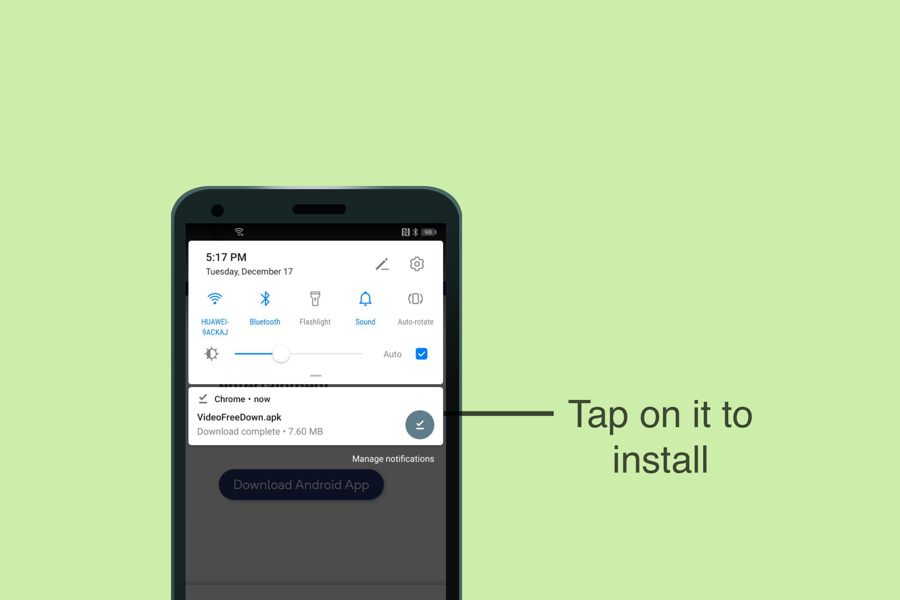 98
5:17 PM
Tuesday, December 17
HUAWEI-
9ACKAJ
Bluetooth
Flashlight
Sound
Auto-rotate
Auto
entertainment
Chrome • now
VideoFreeDown.apk
Download complete • 7.60 MB
Manage notifications
Download Android App
Tap on it to
install